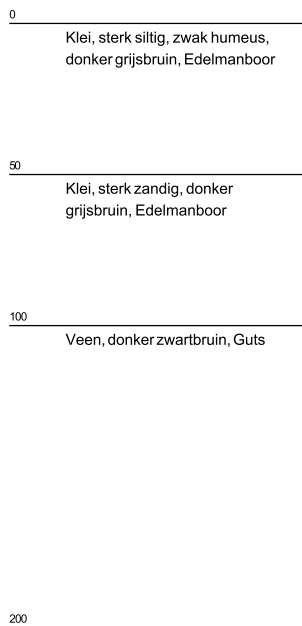 0
Klei, sterk siltig, zwak humeus,
donker grijsbruin, Edelmanboor
50
Klei, sterk zandig, donker
grijsbruin, Edelmanboor
100
Veen, donker zwartbruin, Guts
200